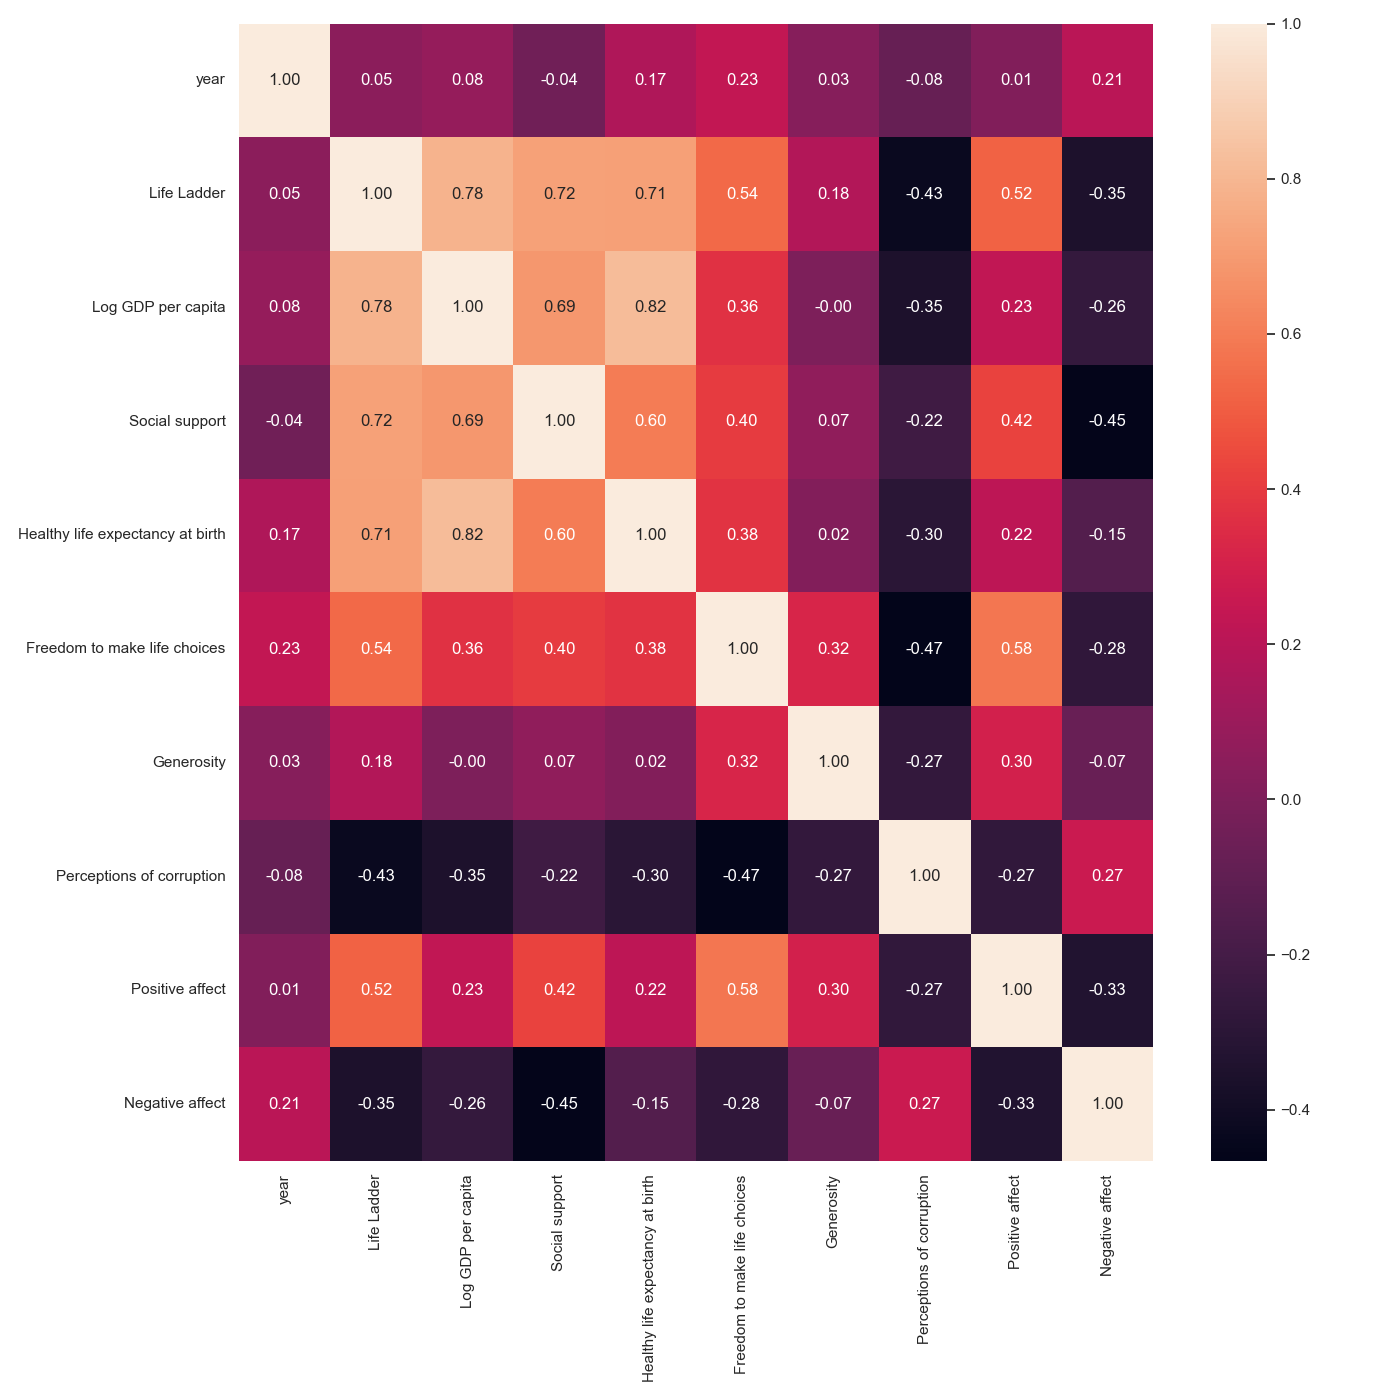 year 1.00 0.05 0.08 -0.04 0.17 0.23 0.03 -0.08 0.01 0.21
Life Ladder 0.05 1.00 0.78 0.72 0.71 0.54 0.18 -0.43 0.52 -0.35
Log GDP per capita 0.08 0.78 1.00 0.69 0.82 0.36 -0.00 -0.35 0.23 -0.26
Social support -0.04 0.72 0.69 1.00 0.60 0.40 0.07 -0.22 0.42 -0.45
Healthy life expectancy at birth 0.17 0.71 0.82 0.60 1.00 0.38 0.02 -0.30 0.22 -0.15
Freedom to make life choices 0.23 0.54 0.36 0.40 0.38 1.00 0.32 -0.47 0.58 -0.28
Generosity 0.03 0.18 -0.00 0.07 0.02 0.32 1.00 -0.27 0.30 -0.07
Perceptions of corruption -0.08 -0.43 -0.35 -0.22 -0.30 -0.47 -0.27 1.00 -0.27 0.27
Positive affect 0.01 0.52 0.23 0.42 0.22 0.58 0.30 -0.27 1.00 -0.33
Negative affect 0.21 -0.35 -0.26 -0.45 -0.15 -0.28 -0.07 0.27 -0.33 1.00
year
Life Ladder
Log GDP per capita
Social support
Healthy life expectancy at birth
Freedom to make life choices
Generosity
Perceptions of corruption
Positive affect
Negative affect
1.0
0.8
0.6
0.4
0.2
0.0
−0.2
−0.4